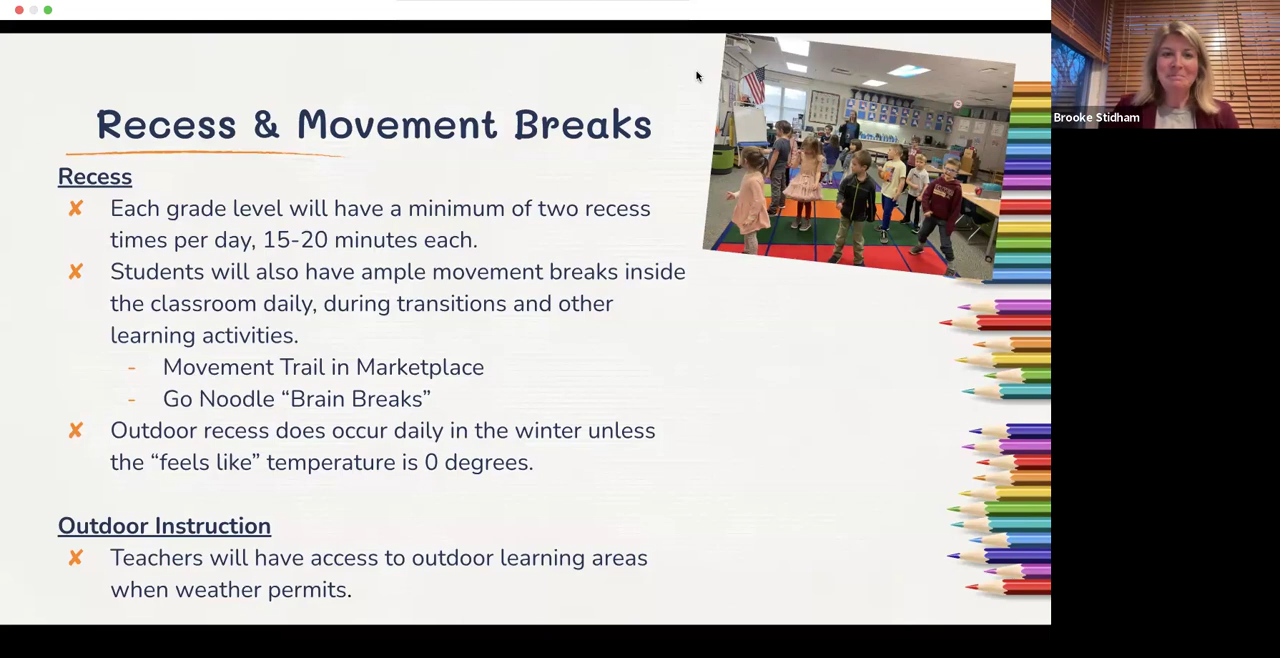 Recess & Movement Breaks
Recess
✘ Each grade level will have a minimum of two recess
times per day, 15-20 minutes each.
✘ Students will also have ample movement breaks inside
the classroom daily, during transitions and other
learning activities.
- Movement Trail in Marketplace
- Go Noodle “Brain Breaks”
✘ Outdoor recess does occur daily in the winter unless
the “feels like” temperature is 0 degrees.
Outdoor Instruction
✘ Teachers will have access to outdoor learning areas
when weather permits.
Brooke Stidham